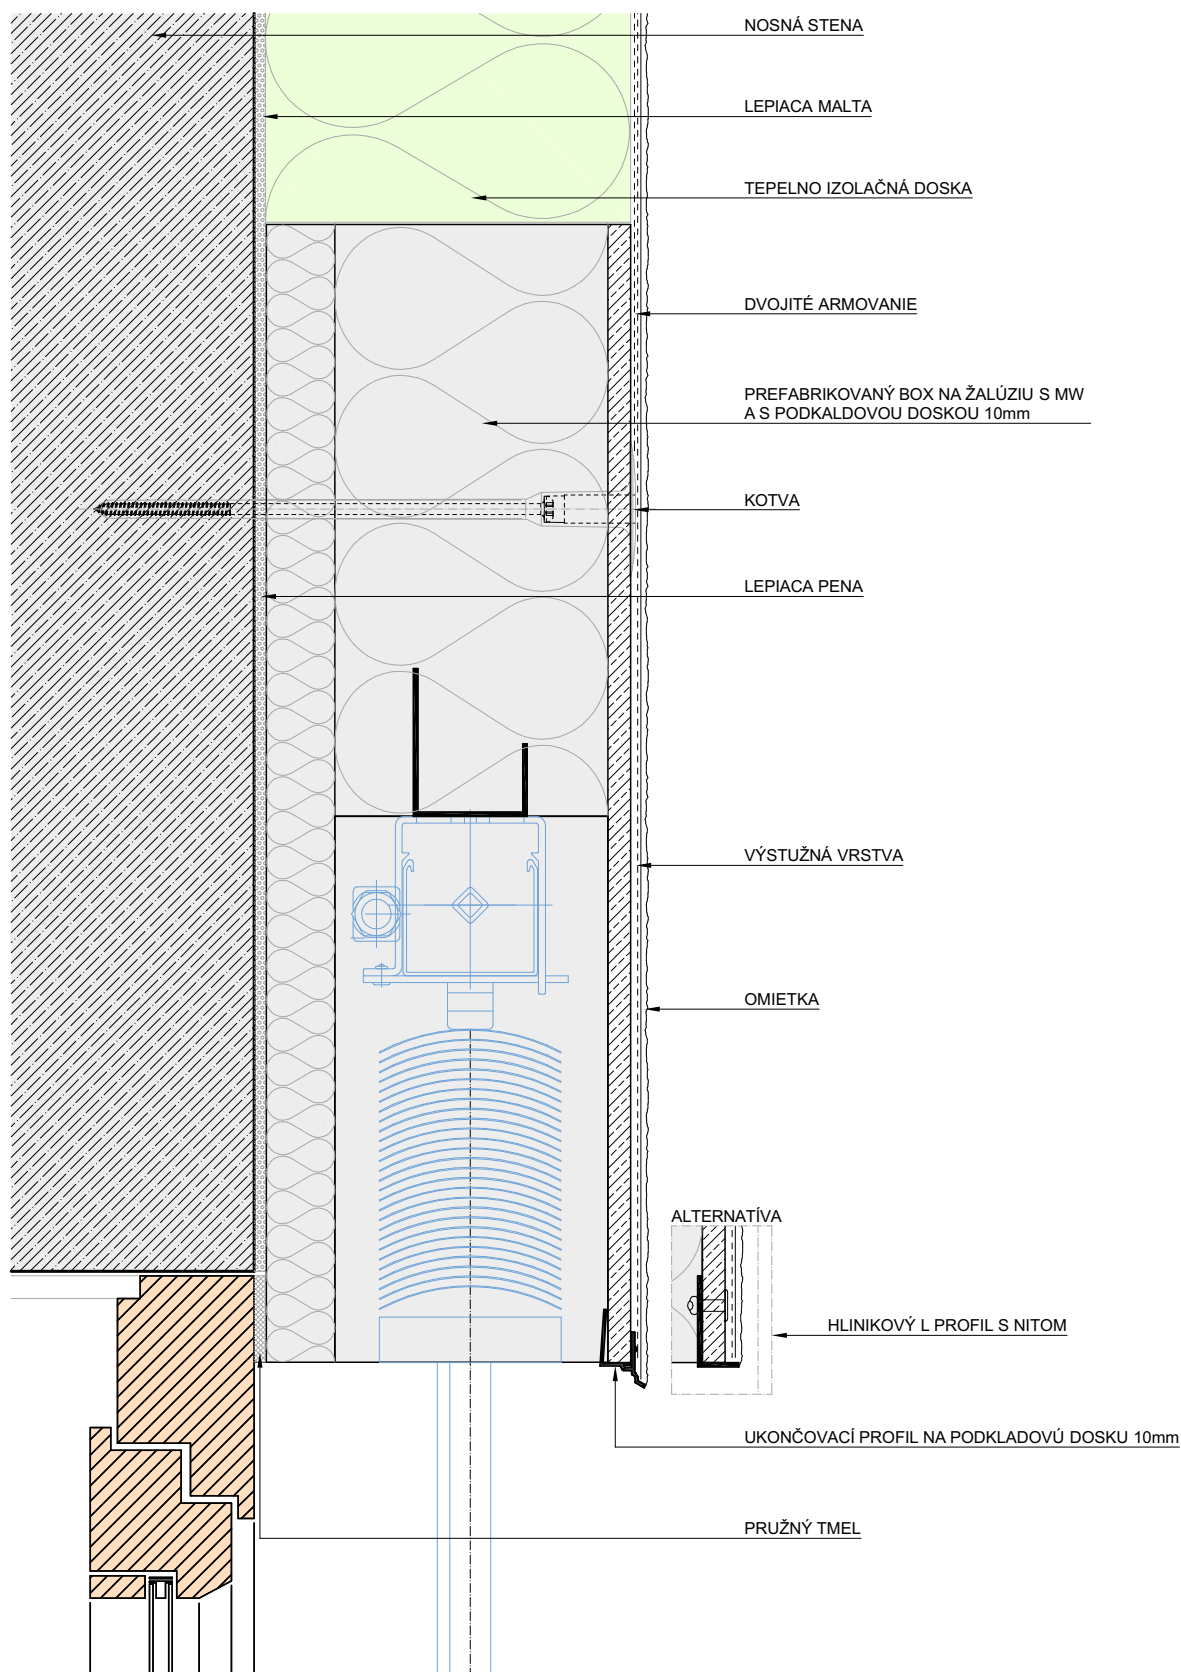 NOSNÁ STENA
LEPIACA MALTA
TEPELNO IZOLAČNÁ DOSKA
DVOJITÉ ARMOVANIE
PREFABRIKOVANÝ BOX NA ŽALÚZIU S MW
A S PODKALDOVOU DOSKOU 10mm
KOTVA
LEPIACA PENA
VÝSTUŽNÁ VRSTVA
OMIETKA
ALTERNATÍVA
HLINIKOVÝ L PROFIL S NITOM
UKONČOVACÍ PROFIL NA PODKLADOVÚ DOSKU 10mm
PRUŽNÝ TMEL